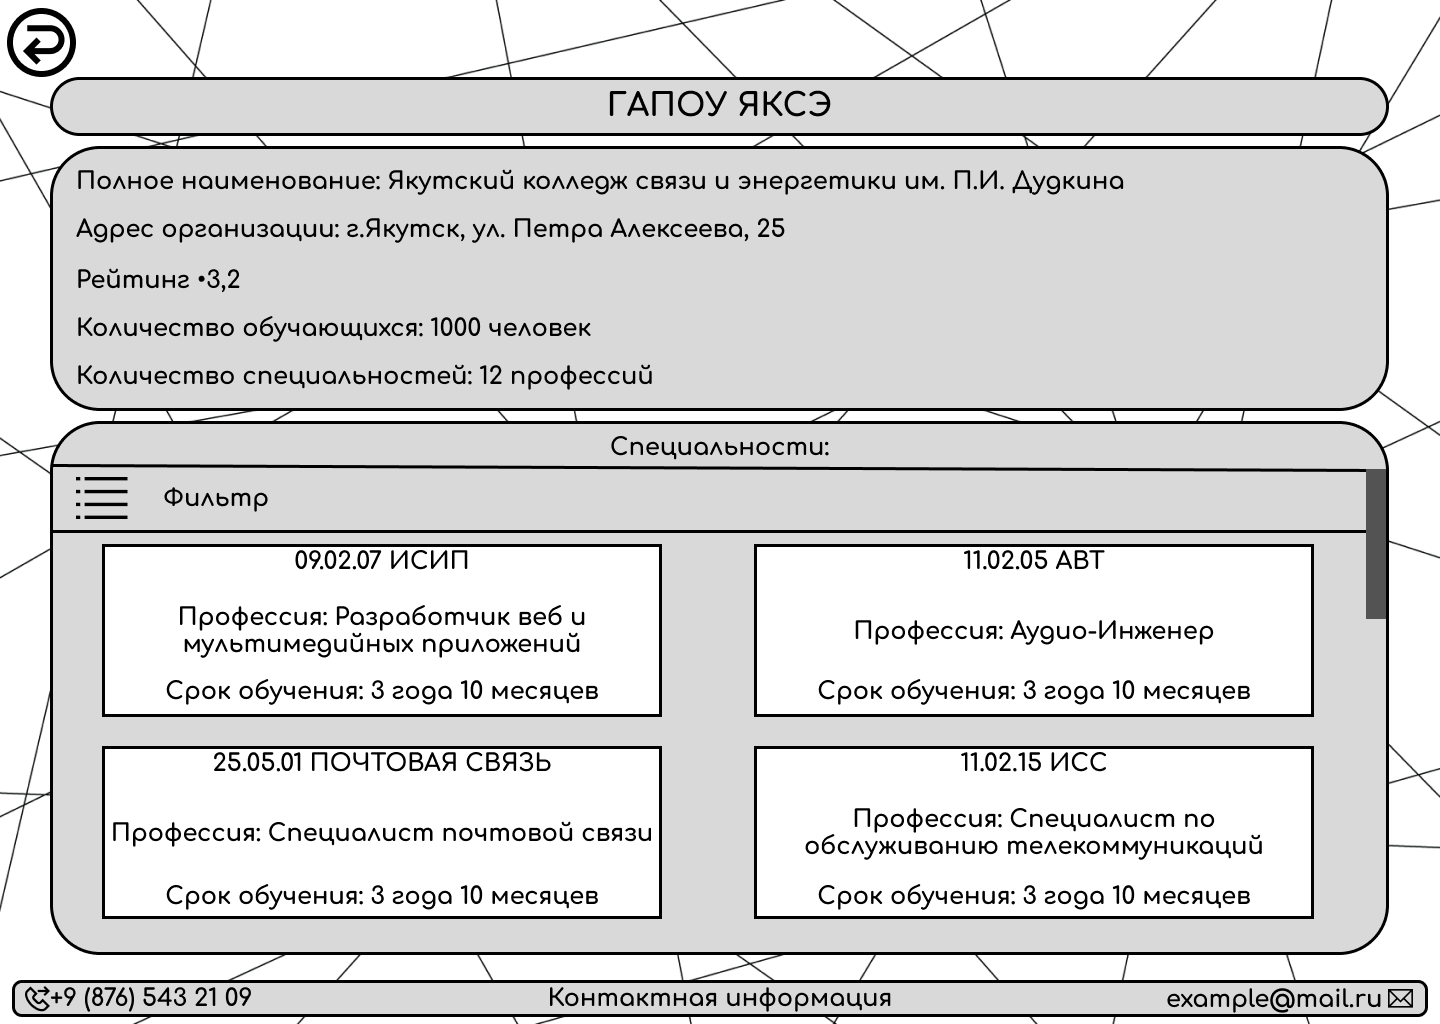 ГАПОУ ЯКСЭ
Полное наименование: Якутский колледж связи и энергетики им. П.И. Дудкина
Адрес организации: г.Якутск, ул. Петра Алексеева, 25
Рейтинг •3,2
Количество обучающихся: 1000 человек
Количество специальностей: 12 профессий
Специальности:
Фильтр
09.02.07 ИСИП
Профессия: Разработчик веб и
мультимедийных приложений
Срок обучения: 3 года 10 месяцев
11.02.05 АВТ
Профессия: Аудио-Инженер
Срок обучения: 3 года 10 месяцев
25.05.01 ПОЧТОВАЯ СВЯЗЬ
Профессия: Специалист почтовой связи
Срок обучения: 3 года 10 месяцев
11.02.15 ИСС
Профессия: Специалист по
обслуживанию телекоммуникаций
Срок обучения: 3 года 10 месяцев
+9 (876) 543 21 09
Контактная информация
example@mail.ru